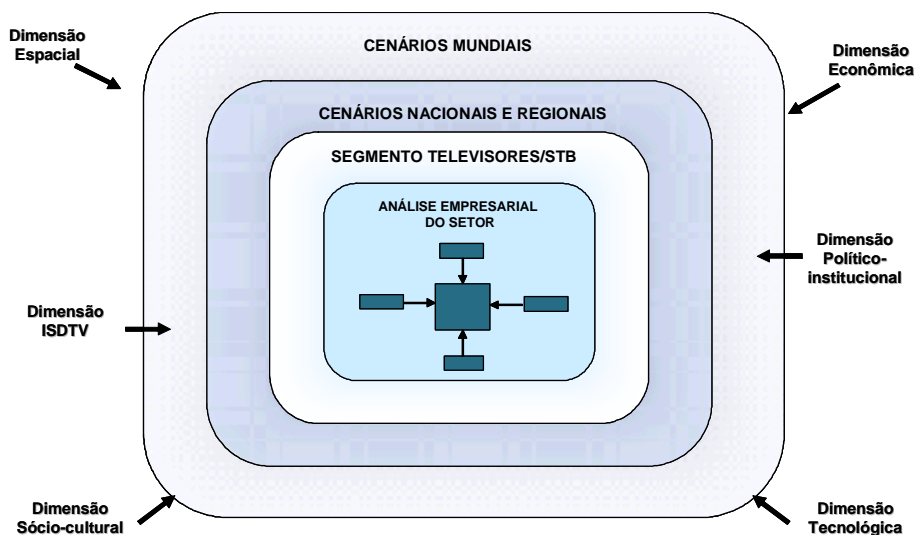 Dimensão
Espacial
CENÁRIOS MUNDIAIS
Dimensão
Econômica
CENÁRIOS NACIONAIS E REGIONAIS
SEGMENTO TELEVISORES/STB
ANÁLISE EMPRESARIAL
DO SETOR
Dimensão
Político-
institucional
Dimensão
ISDTV
Dimensão
Sócio-cultural
Dimensão
Tecnológica